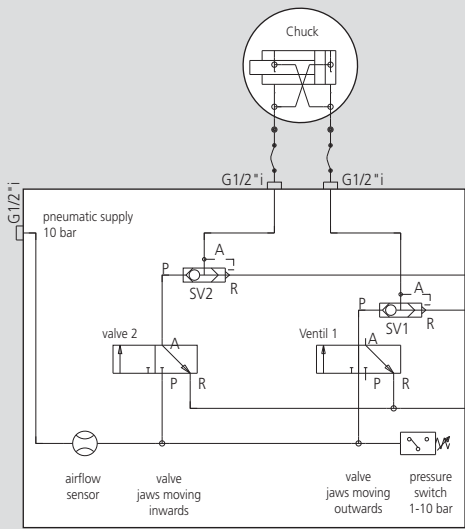 Chuck
G1/2"i
G1/2"i
G1/2"i
pneumatic supply
10 bar
A
P
R
SV2
A
P
R
SV1
valve 2
A
P
R
Ventil 1
A
P
R
airflow
sensor
valve
jaws moving
inwards
valve
jaws moving
outwards
pressure
switch
1-10 bar